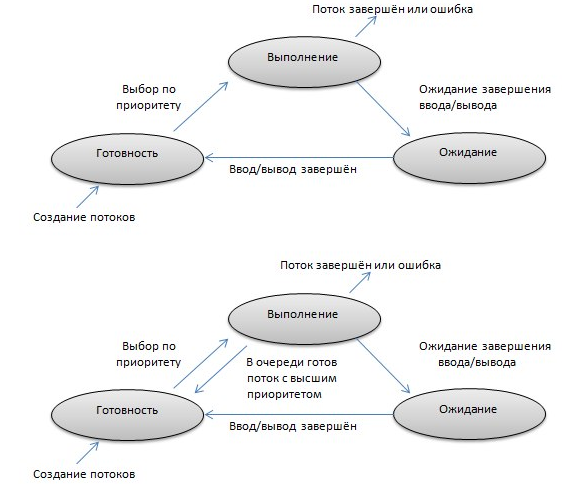 Поток завершён или ошибка
Выполнение
Выбор по
приоритету
Ожидание завершения
ввода/вывода
Готовность
Ожидание
Ввод/вывод завершён
Создание потоков
Поток завершён или ошибка
Выполнение
Выбор по
приоритету
В очереди готов
поток с высшим
приоритетом
Ожидание завершения
ввода/вывода
Готовность
Ожидание
Ввод/вывод завершён
Создание потоков